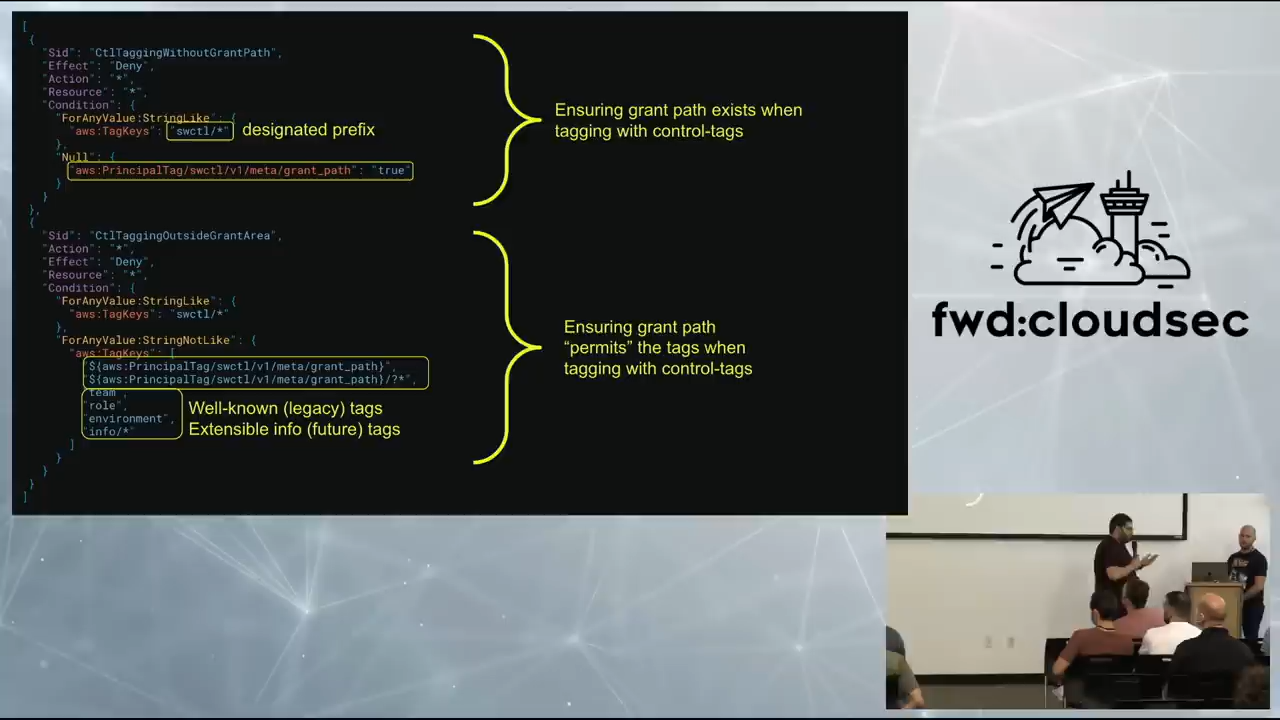 [
{
"Sid": "CtlTaggingWithoutGrantPath",
"Effect": "Deny",
"Action": "*",
"Resource": "*",
"Condition": {
"ForAnyValue:StringLike": {
"aws:TagKeys": "swctl/*" designated prefix
},
"Null": {
"aws:PrincipalTag/swctl/v1/meta/grant_path": "true"
}
}
},
Ensuring grant path exists when
tagging with control-tags
{
"Sid": "CtlTaggingOutsideGrantArea",
"Action": "*",
"Effect": "Deny",
"Resource": "*",
"Condition": {
"ForAnyValue:StringLike": {
"aws:TagKeys": "swctl/*"
},
"ForAnyValue:StringNotLike": {
"aws:TagKeys": [
"${aws:PrincipalTag/swctl/v1/meta/grant_path}",
"${aws:PrincipalTag/swctl/v1/meta/grant_path}/?*",
"team",
"role",
"environment",
"info/*"
]
}
}
}
]
Well-known (legacy) tags
Extensible info (future) tags
Ensuring grant path
“permits” the tags when
tagging with control-tags
fwd:cloudsec